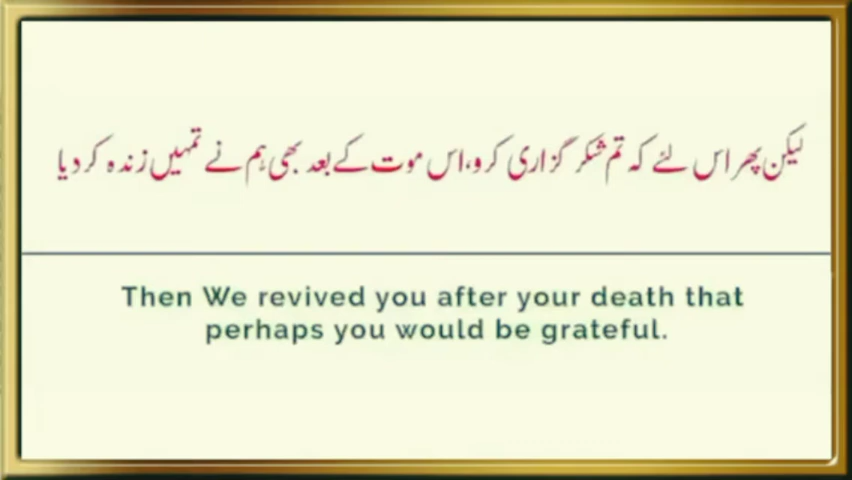 لیکن پھر اس لئے کہ تم شکر گزاری کرو، اس موت کے بعد بھی ہم نے تمہیں زندہ کر دیا
Then We revived you after your death that
perhaps you would be grateful.